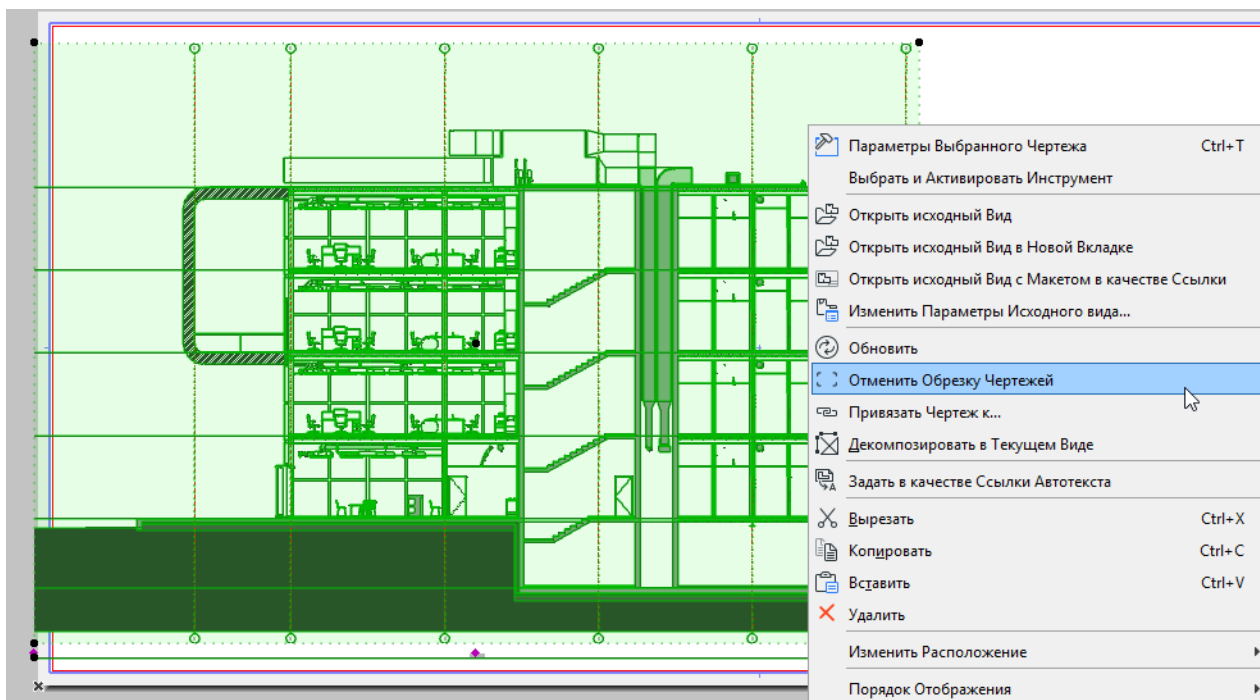 Параметры Выбранного Чертежа Ctrl+T
Выбрать и Активировать Инструмент
Открыть исходный Вид
Открыть исходный Вид в Новой Вкладке
Открыть исходный Вид с Макетом в качестве Ссылки
Изменить Параметры Исходного вида...
Обновить
Отменить Обрезку Чертежей
Привязать Чертеж к...
Декомпозировать в Текущем Виде
Задать в качестве Ссылки Автотекста
Вырезать Ctrl+X
Копировать Ctrl+C
Вставить Ctrl+V
Удалить
Изменить Расположение
Порядок Отображения